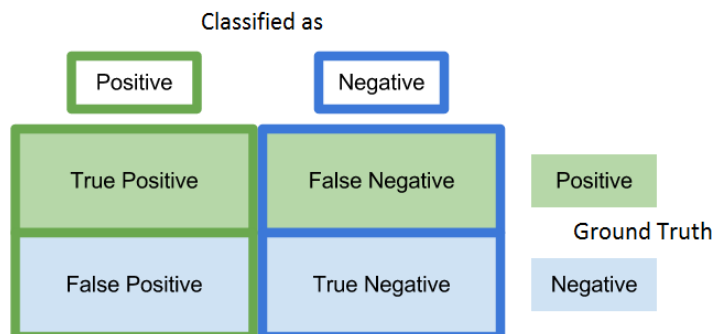 Classified as
Positive Negative
True Positive False Negative Positive
Ground Truth
False Positive True Negative Negative